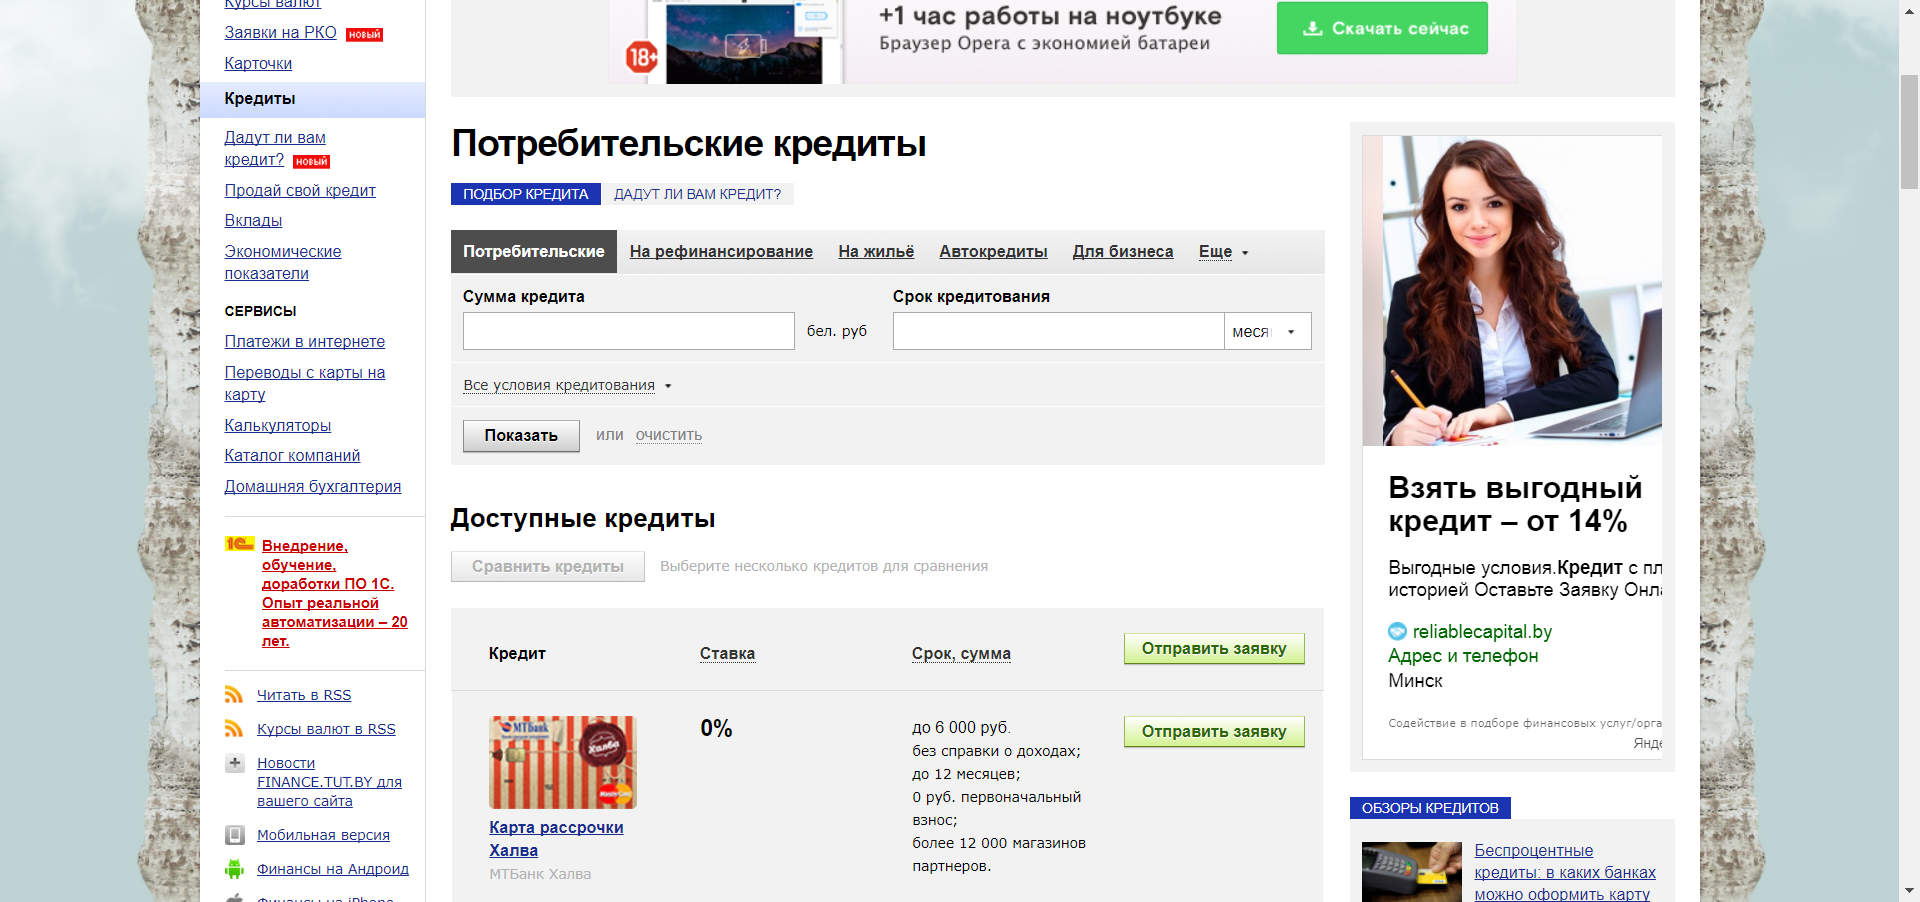 Курсы валют
Заявки на РКО новый
Карточки
Кредиты
Дадут ли вам
кредит? новый
Продай свой кредит
Вклады
Экономические
показатели
СЕРВИСЫ
Платежи в интернете
Переводы с карты на
карту
Калькуляторы
Каталог компаний
Домашняя бухгалтерия
1С
Внедрение,
обучение,
доработки ПО 1С.
Опыт реальной
автоматизации – 20
лет.
Читать в RSS
Курсы валют в RSS
Новости
FINANCE.TUT.BY для
вашего сайта
Мобильная версия
Финансы на Андроид
Финансы на iPhone
18+
+1 час работы на ноутбуке
Браузер Opera с экономией батареи
Скачать сейчас
Потребительские кредиты
ПОДБОР КРЕДИТА ДАДУТ ЛИ ВАМ КРЕДИТ?
Потребительские На рефинансирование На жильё Автокредиты Для бизнеса Еще
Сумма кредита Срок кредитования
бел. руб меся
Все условия кредитования
Показать или очистить
Доступные кредиты
Сравнить кредиты Выберите несколько кредитов для сравнения
Кредит Ставка Срок, сумма Отправить заявку
МТБанк
Халва
Карта рассрочки
Халва
МТБанк Халва
0%
до 6 000 руб.
без справки о доходах;
до 12 месяцев;
0 руб. первоначальный
взнос;
более 12 000 магазинов
партнеров.
Отправить заявку
Взять выгодный
кредит – от 14%
Выгодные условия.Кредит с пл
историей Оставьте Заявку Онла
reliablecapital.by
Адрес и телефон
Минск
Содействие в подборе финансовых услуг/орга
Янде
ОБЗОРЫ КРЕДИТОВ
Беспроцентные
кредиты: в каких банках
можно оформить карту